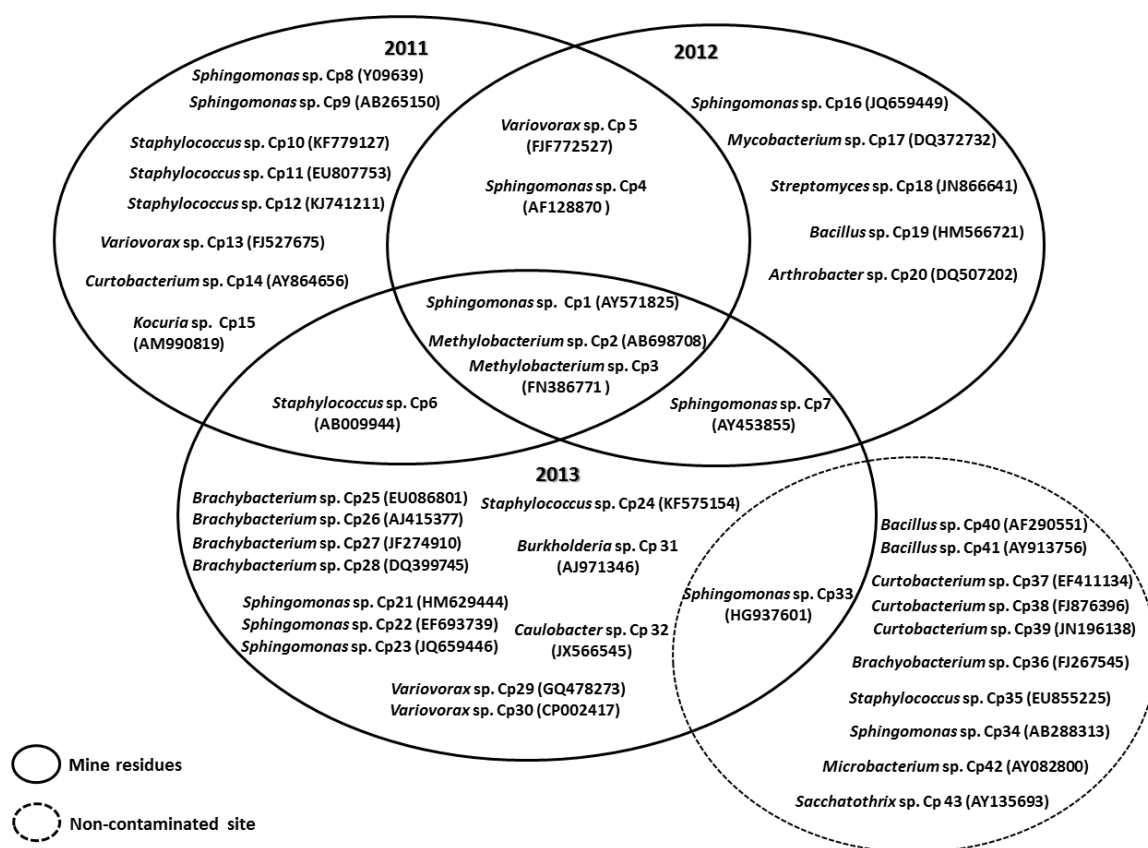 2011
Sphingomonas sp. Cp8 (Y09639)
Sphingomonas sp. Cp9 (AB265150)
Staphylococcus sp. Cp10 (KF779127)
Staphylococcus sp. Cp11 (EU807753)
Staphylococcus sp. Cp12 (KJ741211)
Variovorax sp. Cp13 (FJ527675)
Curtobacterium sp. Cp14 (AY864656)
Kocuria sp. Cp15
(AM990819)
Variovorax sp. Cp 5
(FJF772527)
Sphingomonas sp. Cp4
(AF128870 )
2012
Sphingomonas sp. Cp16 (JQ659449)
Mycobacterium sp. Cp17 (DQ372732)
Streptomyces sp. Cp18 (JN866641)
Bacillus sp. Cp19 (HM566721)
Arthrobacter sp. Cp20 (DQ507202)
Sphingomonas sp. Cp1 (AY571825)
Methylobacterium sp. Cp2 (AB698708)
Methylobacterium sp. Cp3
(FN386771 )
Staphylococcus sp. Cp6
(AB009944)
Sphingomonas sp. Cp7
(AY453855)
2013
Brachybacterium sp. Cp25 (EU086801)
Brachybacterium sp. Cp26 (AJ415377)
Brachybacterium sp. Cp27 (JF274910)
Brachybacterium sp. Cp28 (DQ399745)
Staphylococcus sp. Cp24 (KF575154)
Burkholderia sp. Cp 31
(AJ971346)
Sphingomonas sp. Cp21 (HM629444)
Sphingomonas sp. Cp22 (EF693739)
Sphingomonas sp. Cp23 (JQ659446)
Caulobacter sp. Cp 32
(JX566545)
Variovorax sp. Cp29 (GQ478273)
Variovorax sp. Cp30 (CP002417)
Sphingomonas sp. Cp33
(HG937601)
Bacillus sp. Cp40 (AF290551)
Bacillus sp. Cp41 (AY913756)
Curtobacterium sp. Cp37 (EF411134)
Curtobacterium sp. Cp38 (FJ876396)
Curtobacterium sp. Cp39 (JN196138)
Brachyobacterium sp. Cp36 (FJ267545)
Staphylococcus sp. Cp35 (EU855225)
Sphingomonas sp. Cp34 (AB288313)
Microbacterium sp. Cp42 (AY082800)
Sacchatothrix sp. Cp 43 (AY135693)
Mine residues
Non-contaminated site